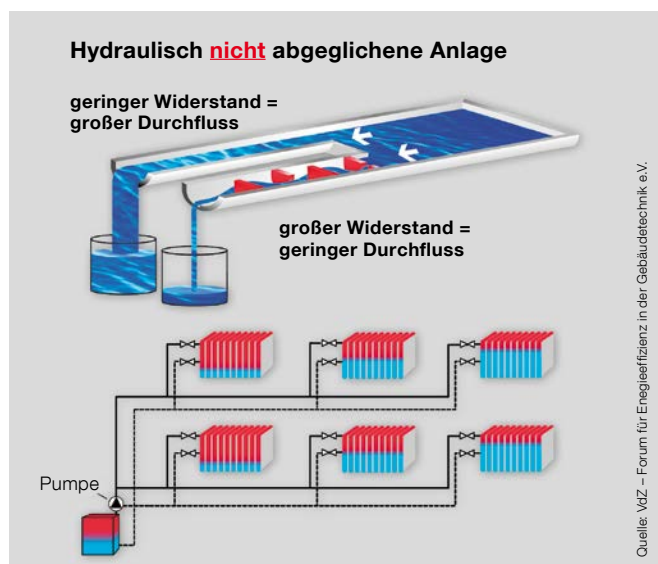 Hydraulisch nicht abgeglichene Anlage
geringer Widerstand =
großer Durchfluss
großer Widerstand =
geringer Durchfluss
Pumpe
Quelle: VdZ – Forum für Enegieeffizienz in der Gebäudetechnik e.V.